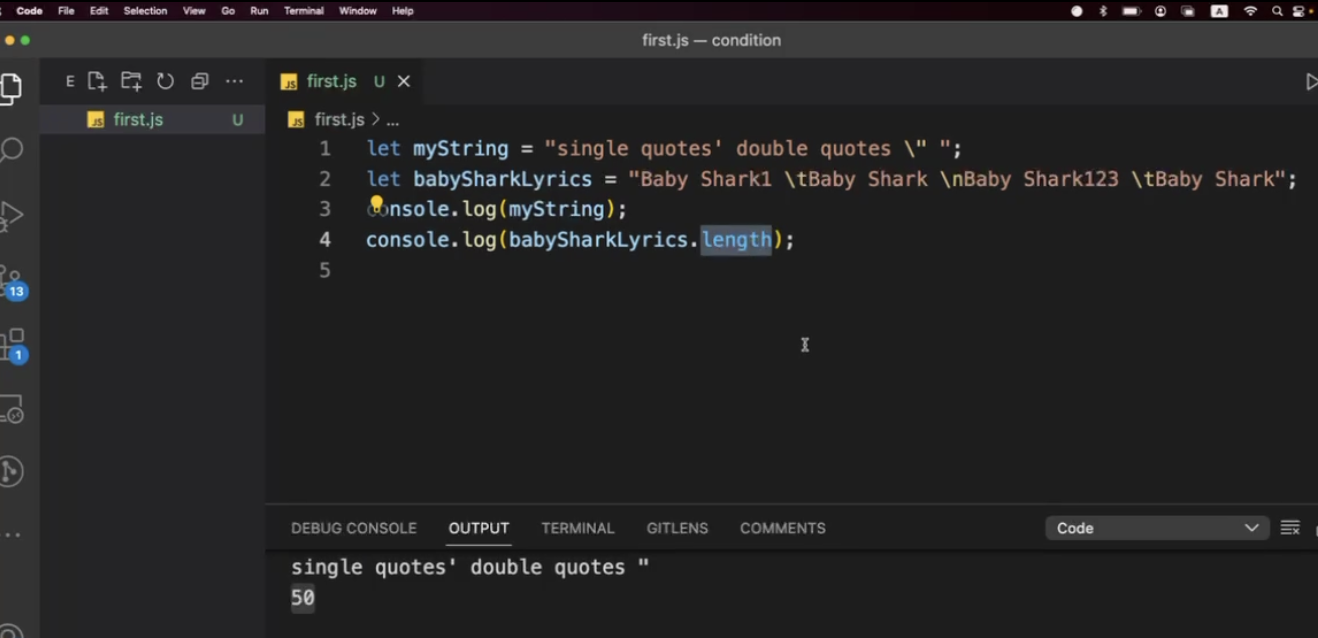 Code File Edit Selection View Go Run Terminal Window Help A
first.js — condition
E first.js U
first.js U
first.js > ...
1 let myString = "single quotes' double quotes \" ";
2 let babySharkLyrics = "Baby Shark1 \tBaby Shark \nBaby Shark123 \tBaby Shark";
3 console.log(myString);
4 console.log(babySharkLyrics.length);
5
13
1
DEBUG CONSOLE OUTPUT TERMINAL GITLENS COMMENTS Code
single quotes' double quotes "
50